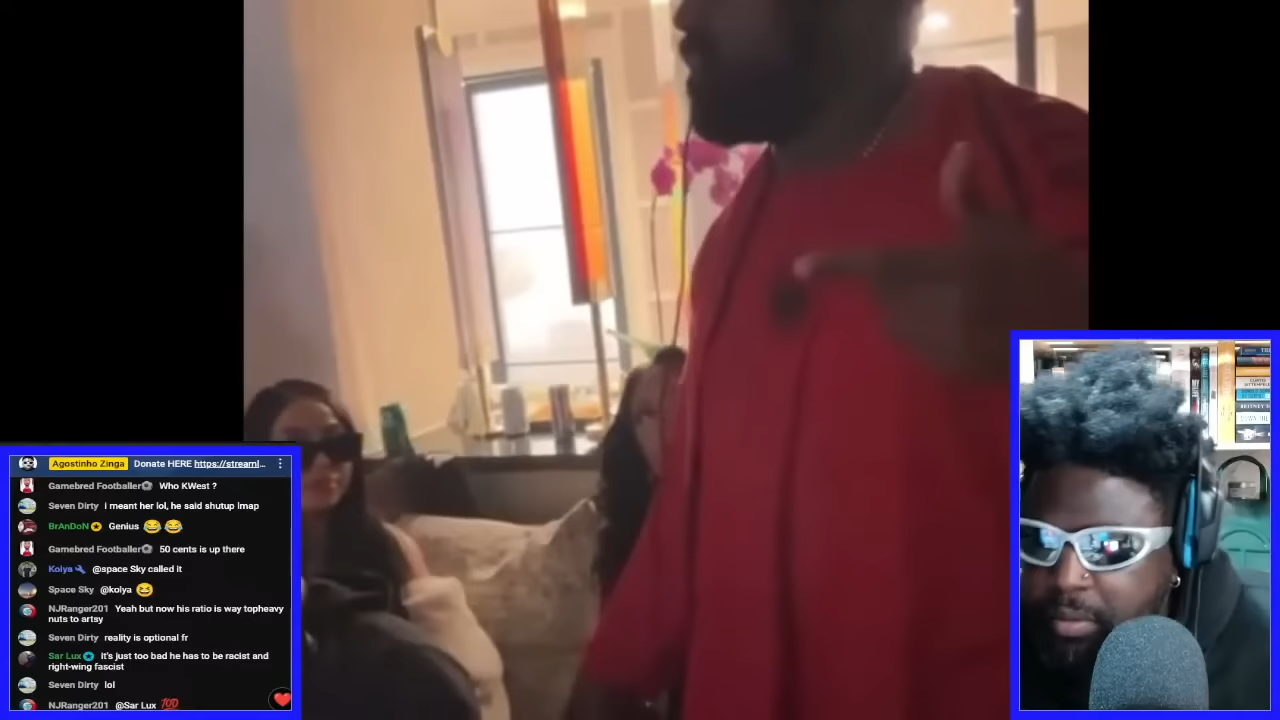 Agostinho Zinga Donate HERE https://streaml...
Gamebred Footballer Who KWest ?
Seven Dirty I meant her lol, he said shutup lmap
BrAnDoN Genius 😂😂
Gamebred Footballer 50 cents is up there
Kolya @space Sky called it
Space Sky @kolya 😆
NJRanger201 Yeah but now his ratio is way topheavy
nuts to artsy
Seven Dirty reality is optional fr
Sar Lux it's just too bad he has to be racist and
right-wing fascist
Seven Dirty lol
NJRanger201 @Sar Lux 💯